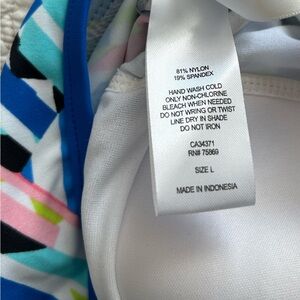 81% NYLON
19% SPANDEX
HAND WASH COLD
ONLY NON-CHLORINE
BLEACH WHEN NEEDED
DO NOT WRING OR TWIST
LINE DRY IN SHADE
DO NOT IRON
CA34371
RN# 75869
SIZE L
MADE IN INDONESIA